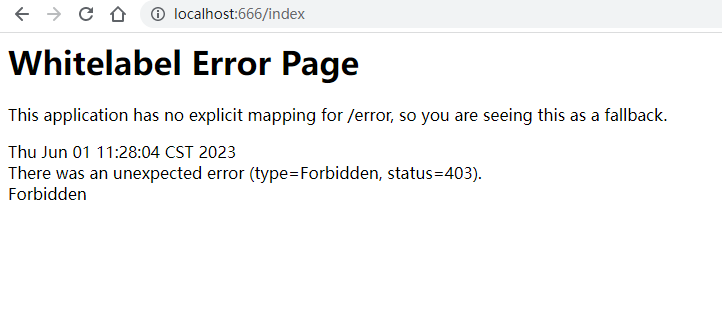 localhost:666/index
Whitelabel Error Page
This application has no explicit mapping for /error, so you are seeing this as a fallback.
Thu Jun 01 11:28:04 CST 2023
There was an unexpected error (type=Forbidden, status=403).
Forbidden